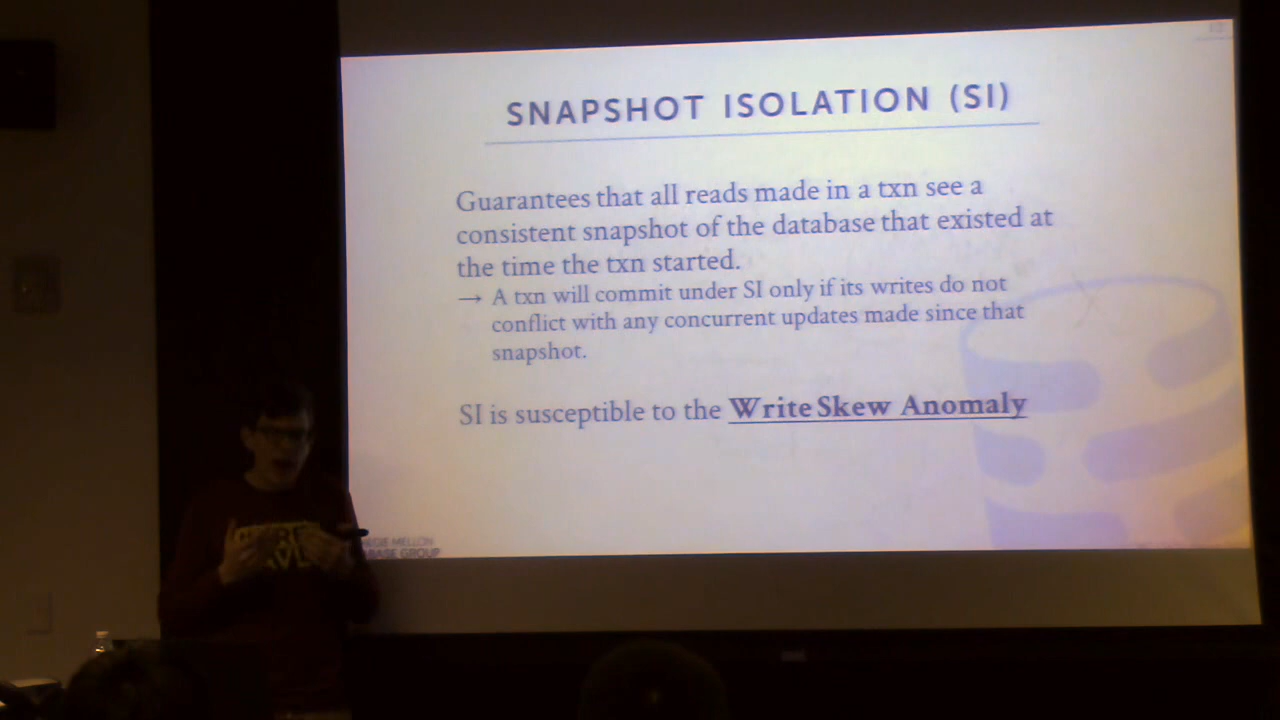 SNAPSHOT ISOLATION (SI)
Guarantees that all reads made in a txn see a
consistent snapshot of the database that existed at
the time the txn started.
→ A txn will commit under SI only if its writes do not
conflict with any concurrent updates made since that
snapshot.
SI is susceptible to the Write Skew Anomaly
MELLON
GROUP